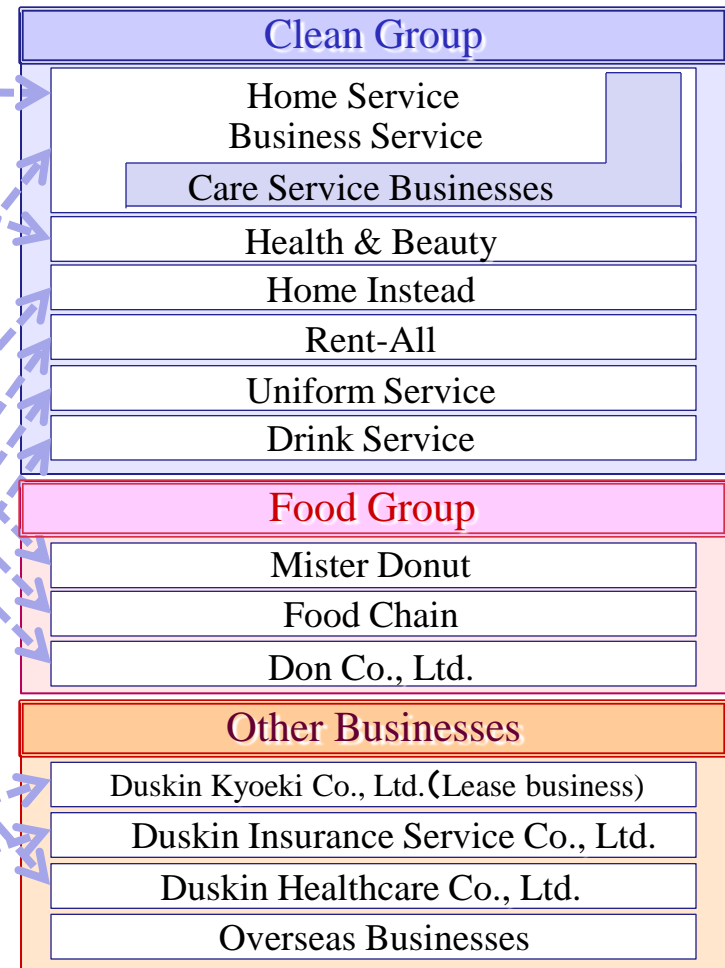 Clean Group
Home Service
Business Service
Care Service Businesses
Health & Beauty
Home Instead
Rent-All
Uniform Service
Drink Service
Food Group
Mister Donut
Food Chain
Don Co., Ltd.
Other Businesses
Duskin Kyoeki Co., Ltd.(Lease business)
Duskin Insurance Service Co., Ltd.
Duskin Healthcare Co., Ltd.
Overseas Businesses